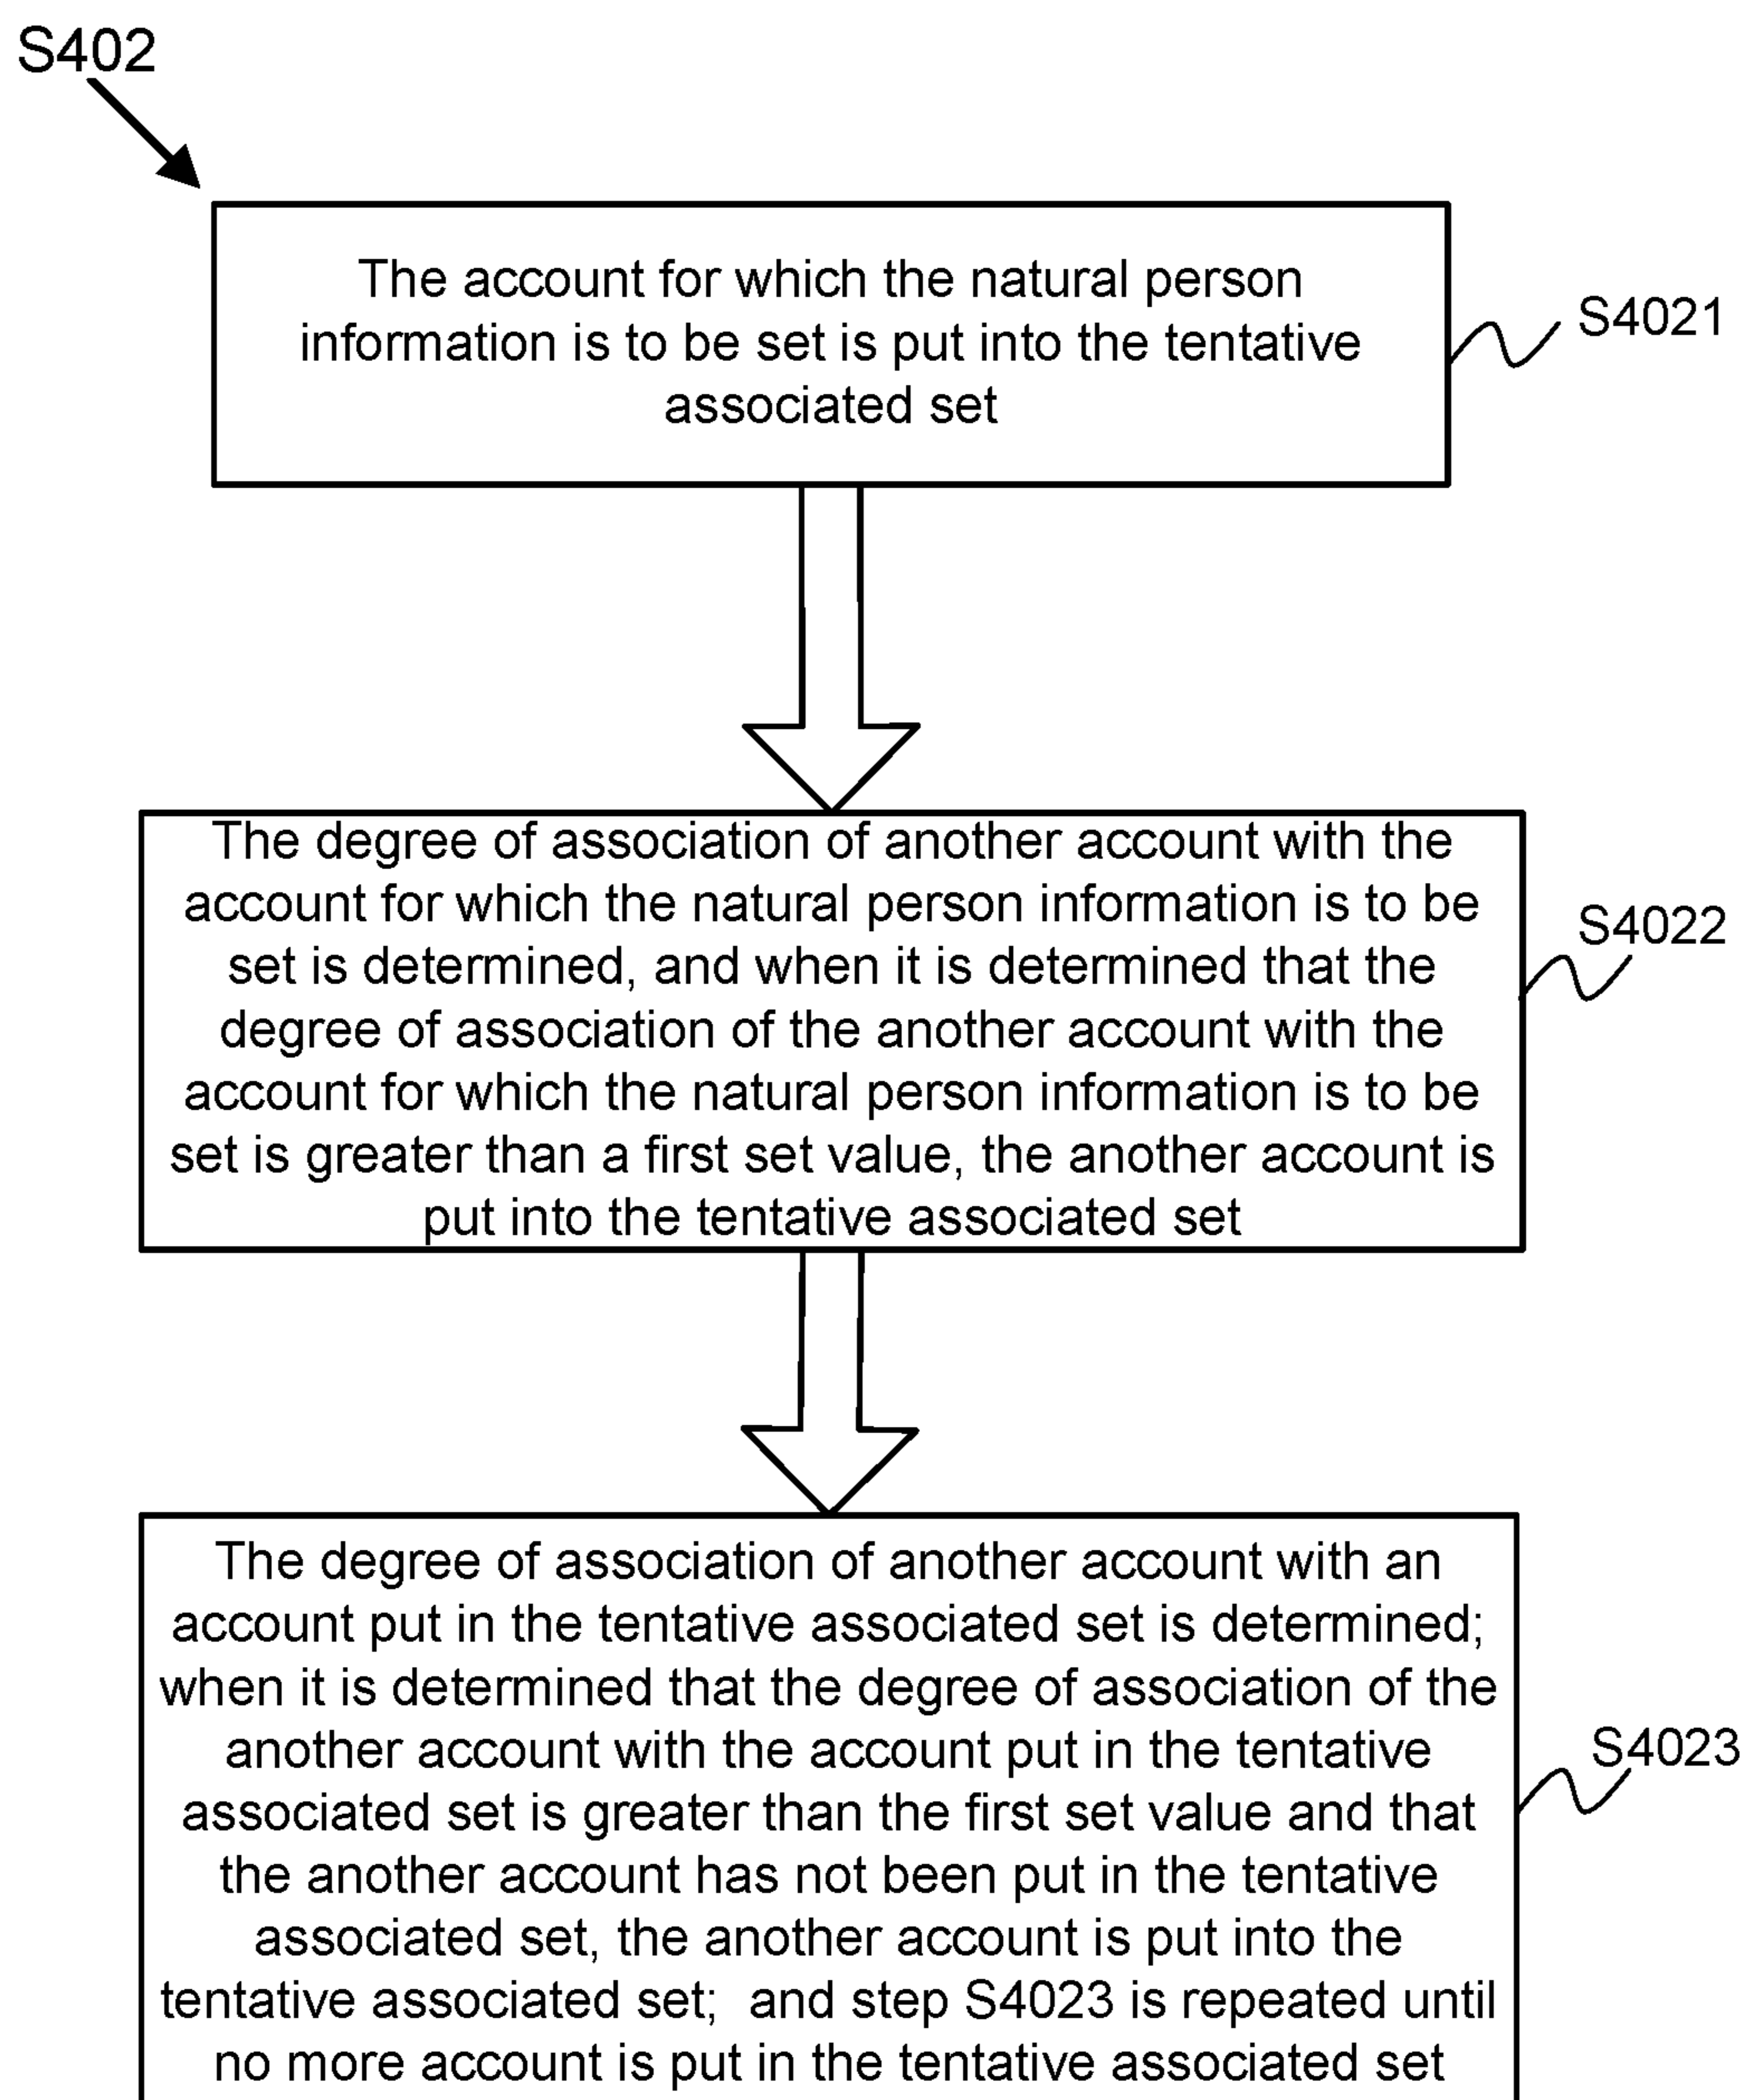 S402
The account for which the natural person
information is to be set is put into the tentative
associated set
S4021
The degree of association of another account with the
account for which the natural person information is to be
set is determined, and when it is determined that the
degree of association of the another account with the
account for which the natural person information is to be
set is greater than a first set value, the another account is
put into the tentative associated set
S4022
The degree of association of another account with an
account put in the tentative associated set is determined;
when it is determined that the degree of association of the
another account with the account put in the tentative
associated set is greater than the first set value and that
the another account has not been put in the tentative
associated set, the another account is put into the
tentative associated set;  and step S4023 is repeated until
no more account is put in the tentative associated set
S4023